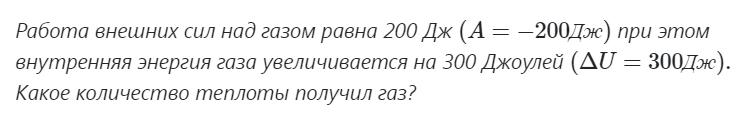 Работа внешних сил над газом равна 200 Дж (A = −200Дж) при этом
внутренняя энергия газа увеличивается на 300 Джоулей (ΔU = 300Дж).
Какое количество теплоты получил газ?